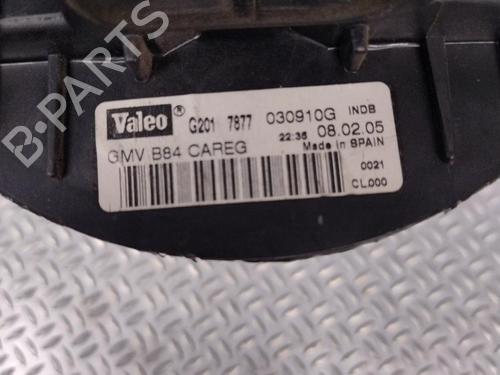 Valeo ® G201 7877 030910G INDB
22:35 08.02.05
GMV B84 CAREG Made in SPAIN
0021
CL000
B-PARTS